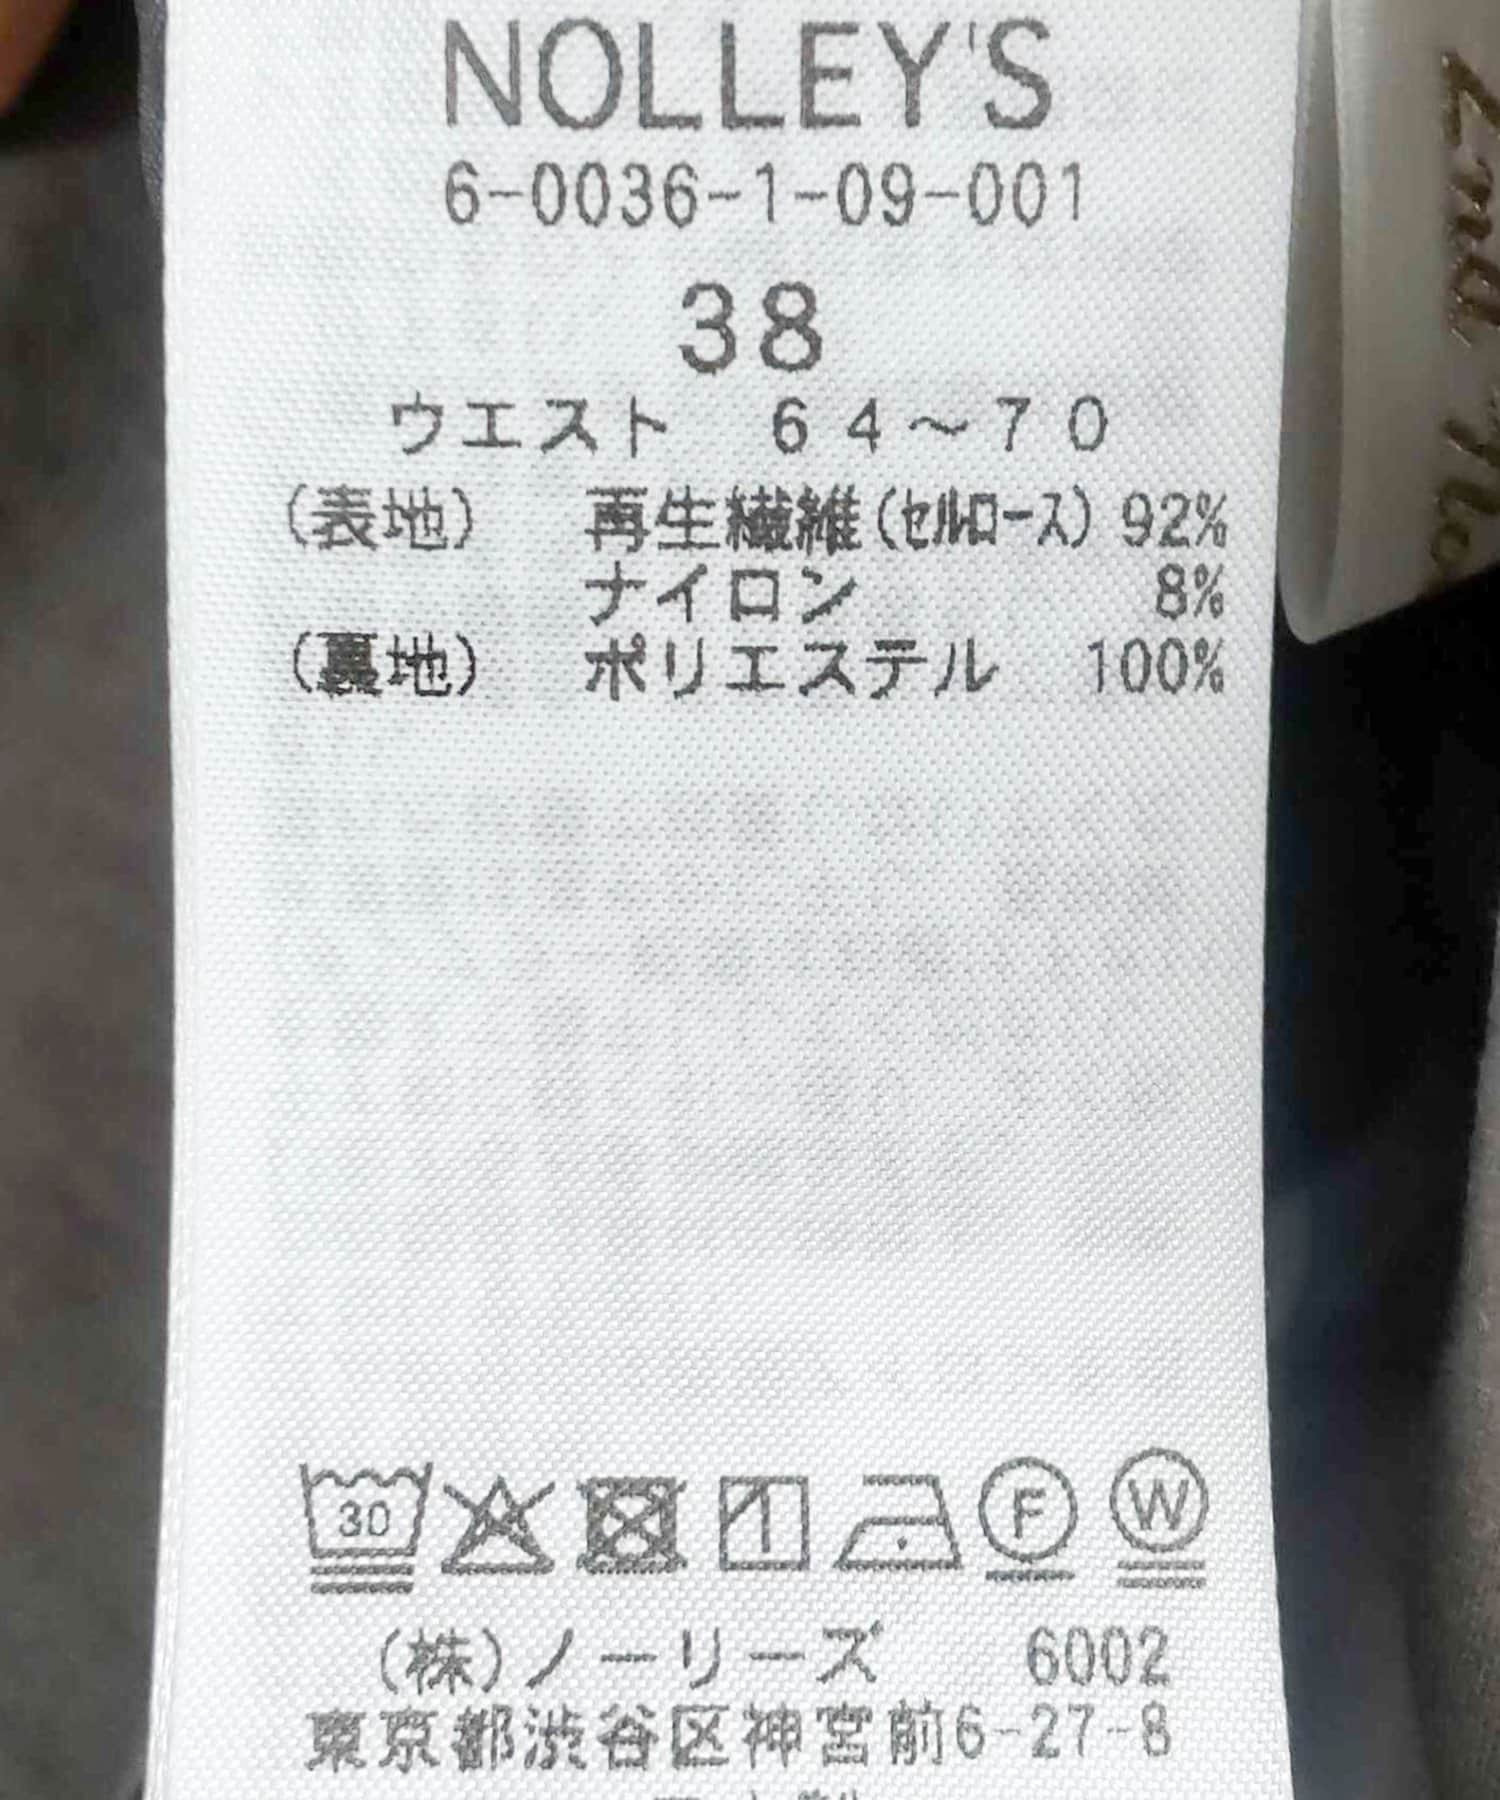 NOLLEY'S
6-0036-1-09-001
38
ウエスト 64~70
(表地) 再生繊維(セルロース) 92%
ナイロン 8%
(裏地) ポリエステル 100%
30 F W
(株)ノーリーズ 6002
東京都渋谷区神宮前6-27-8